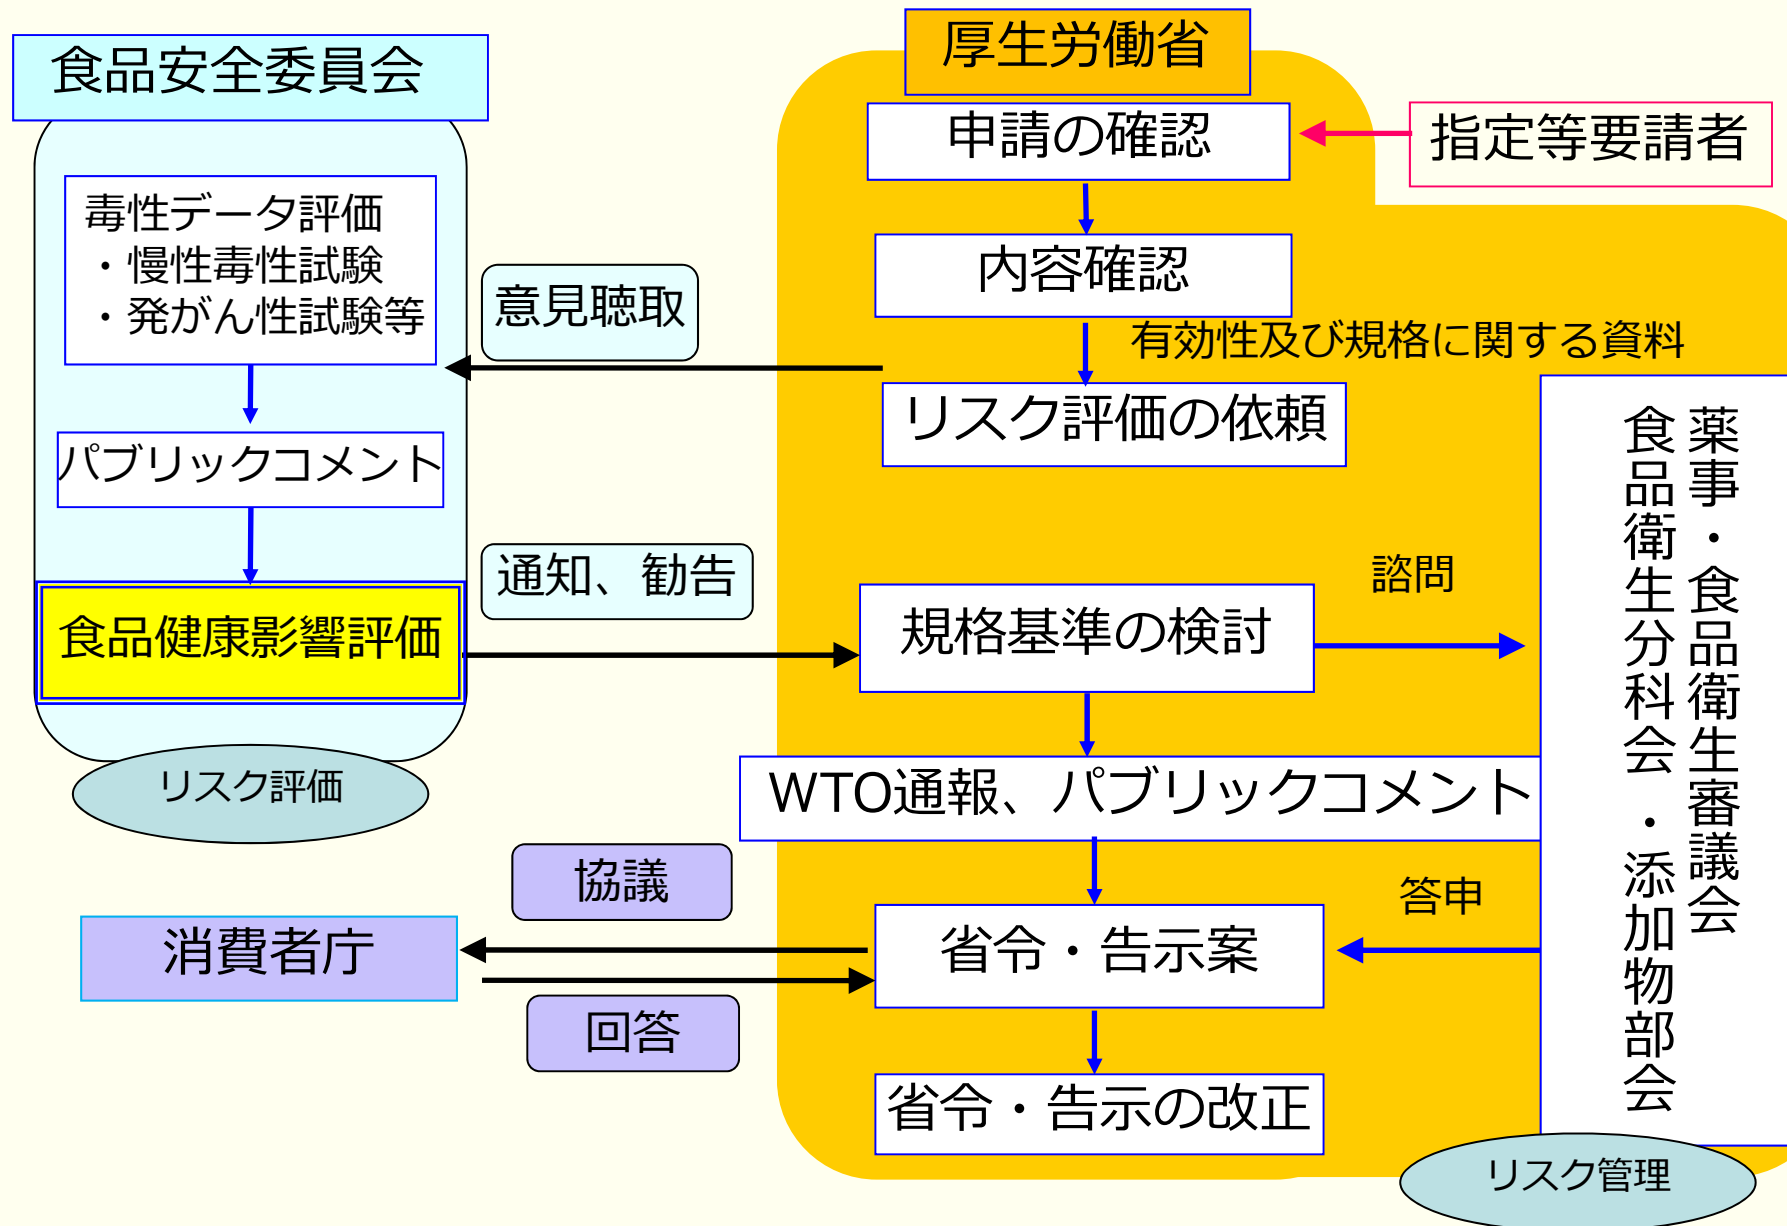 食品安全委員会
毒性データ評価
・慢性毒性試験
・発がん性試験等
パブリックコメント
食品健康影響評価
リスク評価
意見聴取
通知、勧告
協議
消費者庁
回答
厚生労働省
申請の確認
指定等要請者
内容確認
有効性及び規格に関する資料
リスク評価の依頼
規格基準の検討
諮問
WTO通報、パブリックコメント
答申
省令・告示案
省令・告示の改正
薬事・食品衛生審議会
食品衛生分科会・添加物部会
リスク管理